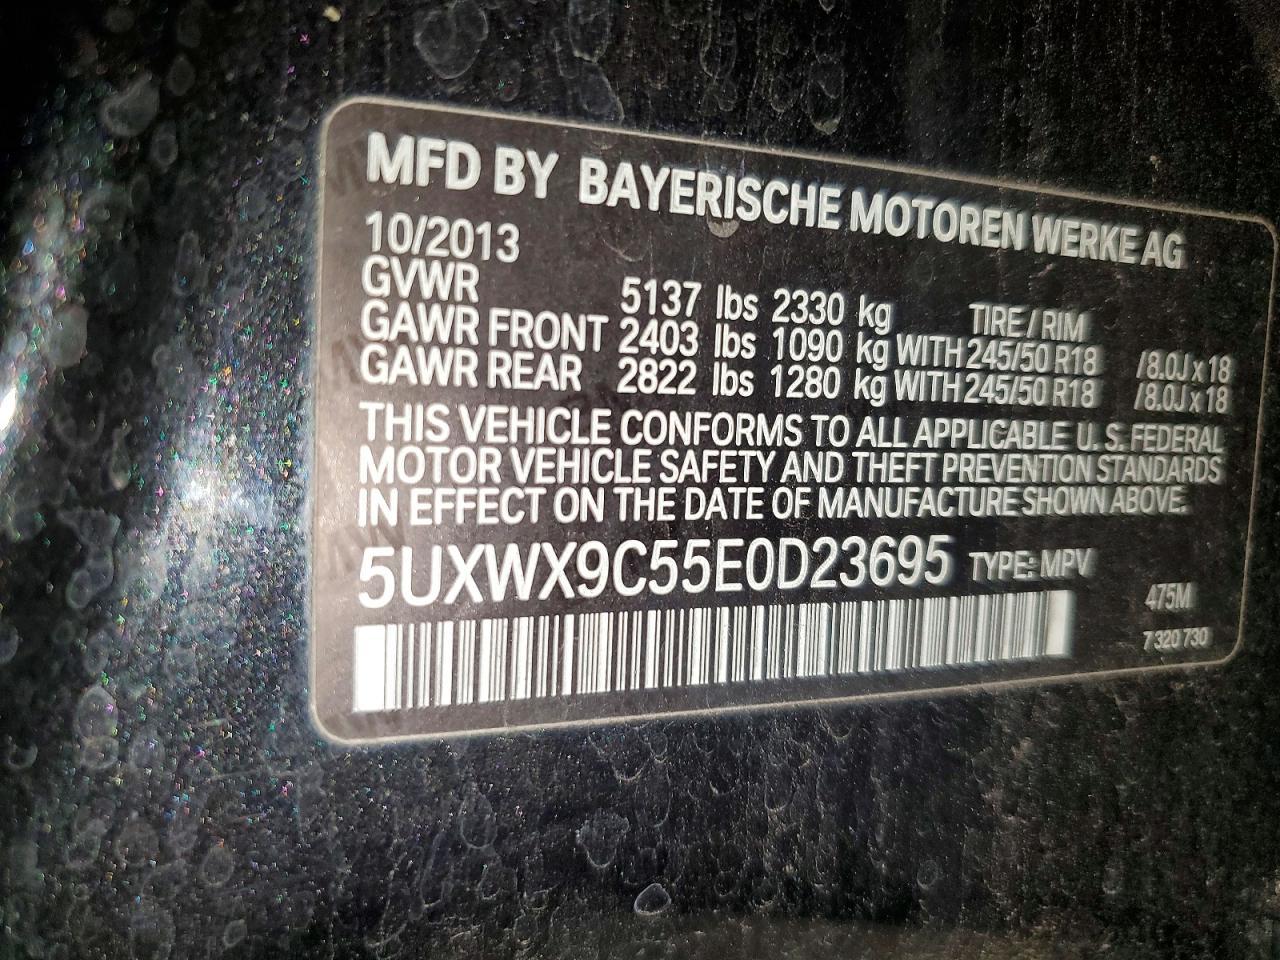 MFD BY BAYERISCHE MOTOREN WERKE AG
10/2013
GVWR 5137 lbs 2330 kg TIRE / RIM
GAWR FRONT 2403 lbs 1090 kg WITH 245/50 R18 / 8.0J x 18
GAWR REAR 2822 lbs 1280 kg WITH 245/50 R18 / 8.0J x 18
THIS VEHICLE CONFORMS TO ALL APPLICABLE U. S. FEDERAL
MOTOR VEHICLE SAFETY AND THEFT PREVENTION STANDARDS
IN EFFECT ON THE DATE OF MANUFACTURE SHOWN ABOVE.
5UXWX9C55E0D23695 TYPE: MPV
475M
7 320 730